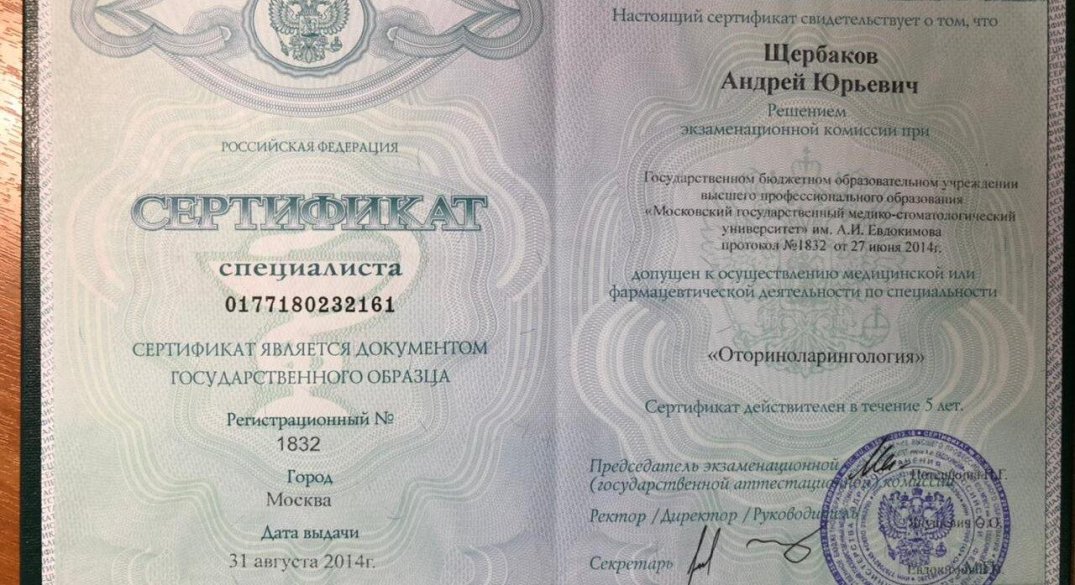 РОССИЙСКАЯ ФЕДЕРАЦИЯ
СЕРТИФИКАТ
специалиста
0177180232161
СЕРТИФИКАТ ЯВЛЯЕТСЯ ДОКУМЕНТОМ
ГОСУДАРСТВЕННОГО ОБРАЗЦА
Регистрационный №
1832
Город
Москва
Дата выдачи
31 августа 2014г.
Настоящий сертификат свидетельствует о том, что
Щербаков
Андрей Юрьевич
Решением
экзаменационной комиссии при
Государственном бюджетном образовательном учреждении
высшего профессионального образования
«Московский государственный медико-стоматологический
университет» им. А.И. Евдокимова
протокол №1832 от 27 июня 2014г.
допущен к осуществлению медицинской или
фармацевтической деятельности по специальности
«Оториноларингология»
Сертификат действителен в течение 5 лет.
Председатель экзаменационной
(государственной аттестационной) комиссии
Ректор /Директор /Руководитель
Секретарь